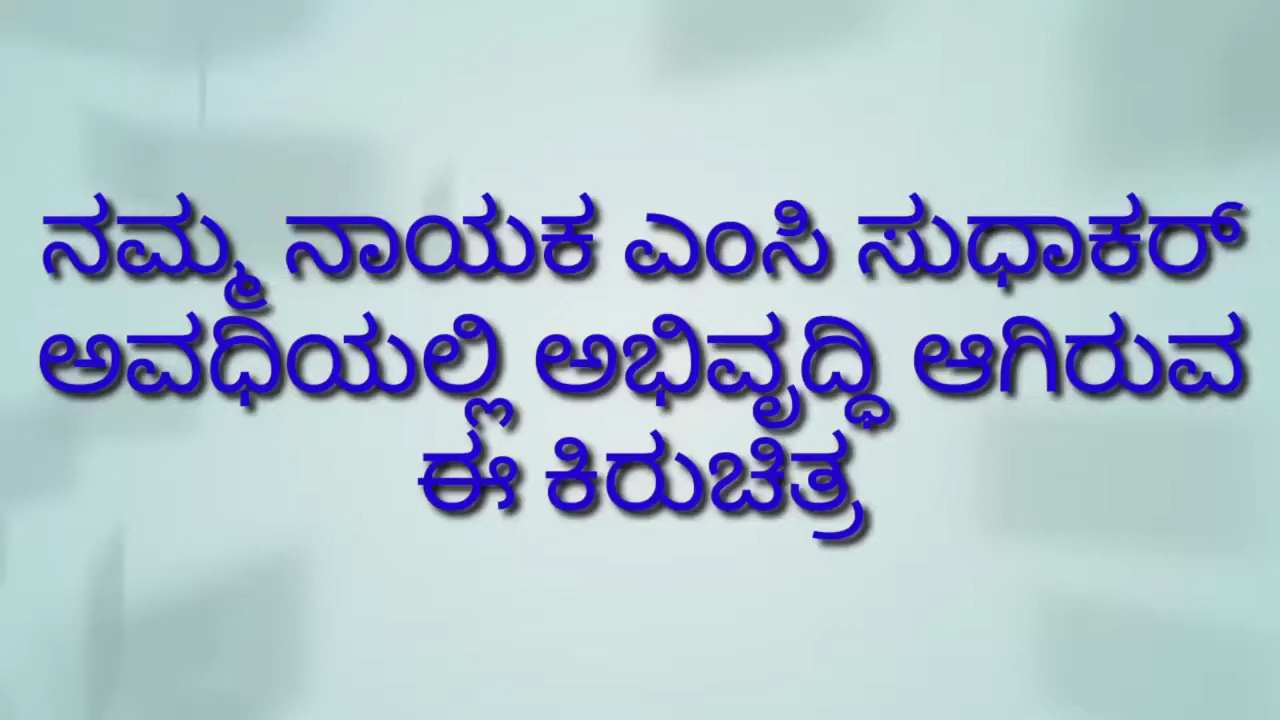 ನಮ್ಮ ನಾಯಕ ಎಂಸಿ ಸುಧಾಕರ್
ಅವಧಿಯಲ್ಲಿ ಅಭಿವೃದ್ಧಿ ಆಗಿರುವ
ಈ ಕಿರುಚಿತ್ರ